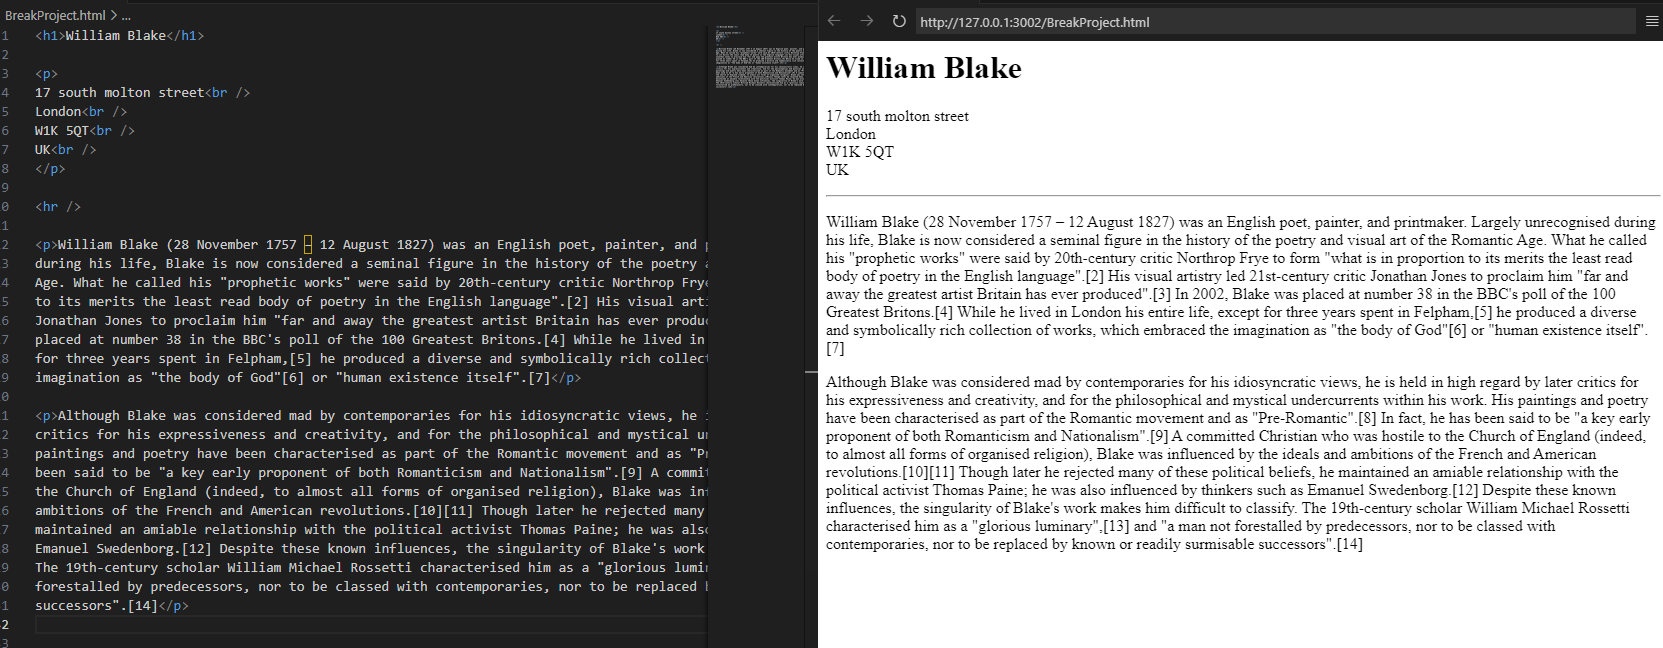 BreakProject.html > ...
1 <h1>William Blake</h1>
2
3 <p>
4 17 south molton street<br />
5 London<br />
6 W1K 5QT<br />
7 UK<br />
8 </p>
9
0 <hr />
1
2 <p>William Blake (28 November 1757 – 12 August 1827) was an English poet, painter, and
3 during his life, Blake is now considered a seminal figure in the history of the poetry
4 Age. What he called his "prophetic works" were said by 20th-century critic Northrop Frye
5 to its merits the least read body of poetry in the English language".[2] His visual
6 Jonathan Jones to proclaim him "far and away the greatest artist Britain has ever
7 placed at number 38 in the BBC's poll of the 100 Greatest Britons.[4] While he lived in
8 for three years spent in Felpham,[5] he produced a diverse and symbolically rich
9 imagination as "the body of God"[6] or "human existence itself".[7]</p>
0
1 <p>Although Blake was considered mad by contemporaries for his idiosyncratic views, he
2 critics for his expressiveness and creativity, and for the philosophical and mystical
3 paintings and poetry have been characterised as part of the Romantic movement and as
4 been said to be "a key early proponent of both Romanticism and Nationalism".[9] A
5 the Church of England (indeed, to almost all forms of organised religion), Blake was
6 ambitions of the French and American revolutions.[10][11] Though later he rejected many
7 maintained an amiable relationship with the political activist Thomas Paine; he was
8 Emanuel Swedenborg.[12] Despite these known influences, the singularity of Blake's work
9 The 19th-century scholar William Michael Rossetti characterised him as a "glorious
0 forestalled by predecessors, nor to be classed with contemporaries, nor to be replaced
1 successors".[14]</p>
2
3
http://127.0.0.1:3002/BreakProject.html
William Blake
17 south molton street
London
W1K 5QT
UK
William Blake (28 November 1757 – 12 August 1827) was an English poet, painter, and printmaker. Largely unrecognised during
his life, Blake is now considered a seminal figure in the history of the poetry and visual art of the Romantic Age. What he called
his "prophetic works" were said by 20th-century critic Northrop Frye to form "what is in proportion to its merits the least read
body of poetry in the English language".[2] His visual artistry led 21st-century critic Jonathan Jones to proclaim him "far and
away the greatest artist Britain has ever produced".[3] In 2002, Blake was placed at number 38 in the BBC's poll of the 100
Greatest Britons.[4] While he lived in London his entire life, except for three years spent in Felpham,[5] he produced a diverse
and symbolically rich collection of works, which embraced the imagination as "the body of God"[6] or "human existence itself".
[7]
Although Blake was considered mad by contemporaries for his idiosyncratic views, he is held in high regard by later critics for
his expressiveness and creativity, and for the philosophical and mystical undercurrents within his work. His paintings and poetry
have been characterised as part of the Romantic movement and as "Pre-Romantic".[8] In fact, he has been said to be "a key early
proponent of both Romanticism and Nationalism".[9] A committed Christian who was hostile to the Church of England (indeed,
to almost all forms of organised religion), Blake was influenced by the ideals and ambitions of the French and American
revolutions.[10][11] Though later he rejected many of these political beliefs, he maintained an amiable relationship with the
political activist Thomas Paine; he was also influenced by thinkers such as Emanuel Swedenborg.[12] Despite these known
influences, the singularity of Blake's work makes him difficult to classify. The 19th-century scholar William Michael Rossetti
characterised him as a "glorious luminary",[13] and "a man not forestalled by predecessors, nor to be classed with
contemporaries, nor to be replaced by known or readily surmisable successors".[14]